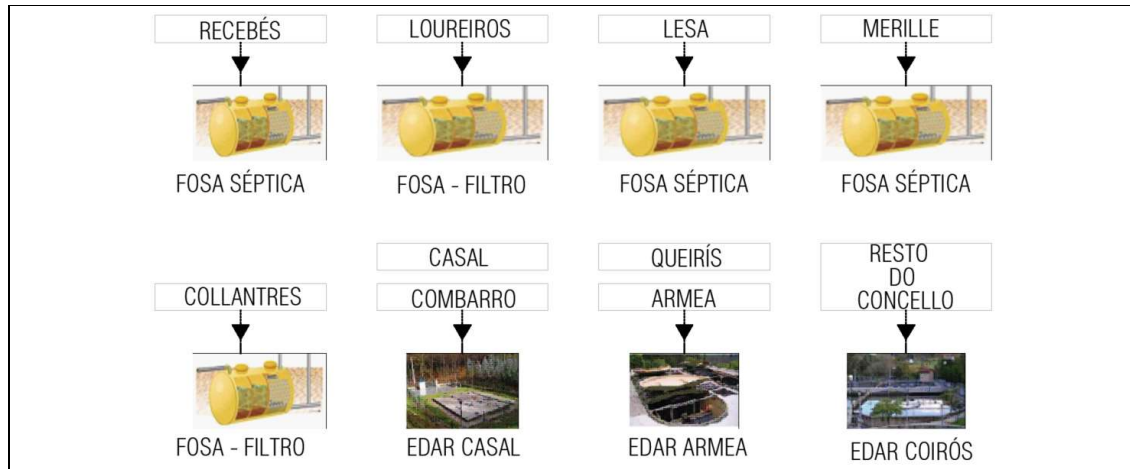 RECEBÉS
LOUREIROS
LESA
MERILLE
FOSA SÉPTICA
FOSA - FILTRO
FOSA SÉPTICA
FOSA SÉPTICA
CASAL
QUEIRÍS
RESTO
DO
CONCELLO
COLLANTRES
COMBARRO
ARMEA
FOSA - FILTRO
EDAR CASAL
EDAR ARMEA
EDAR COIRÓS